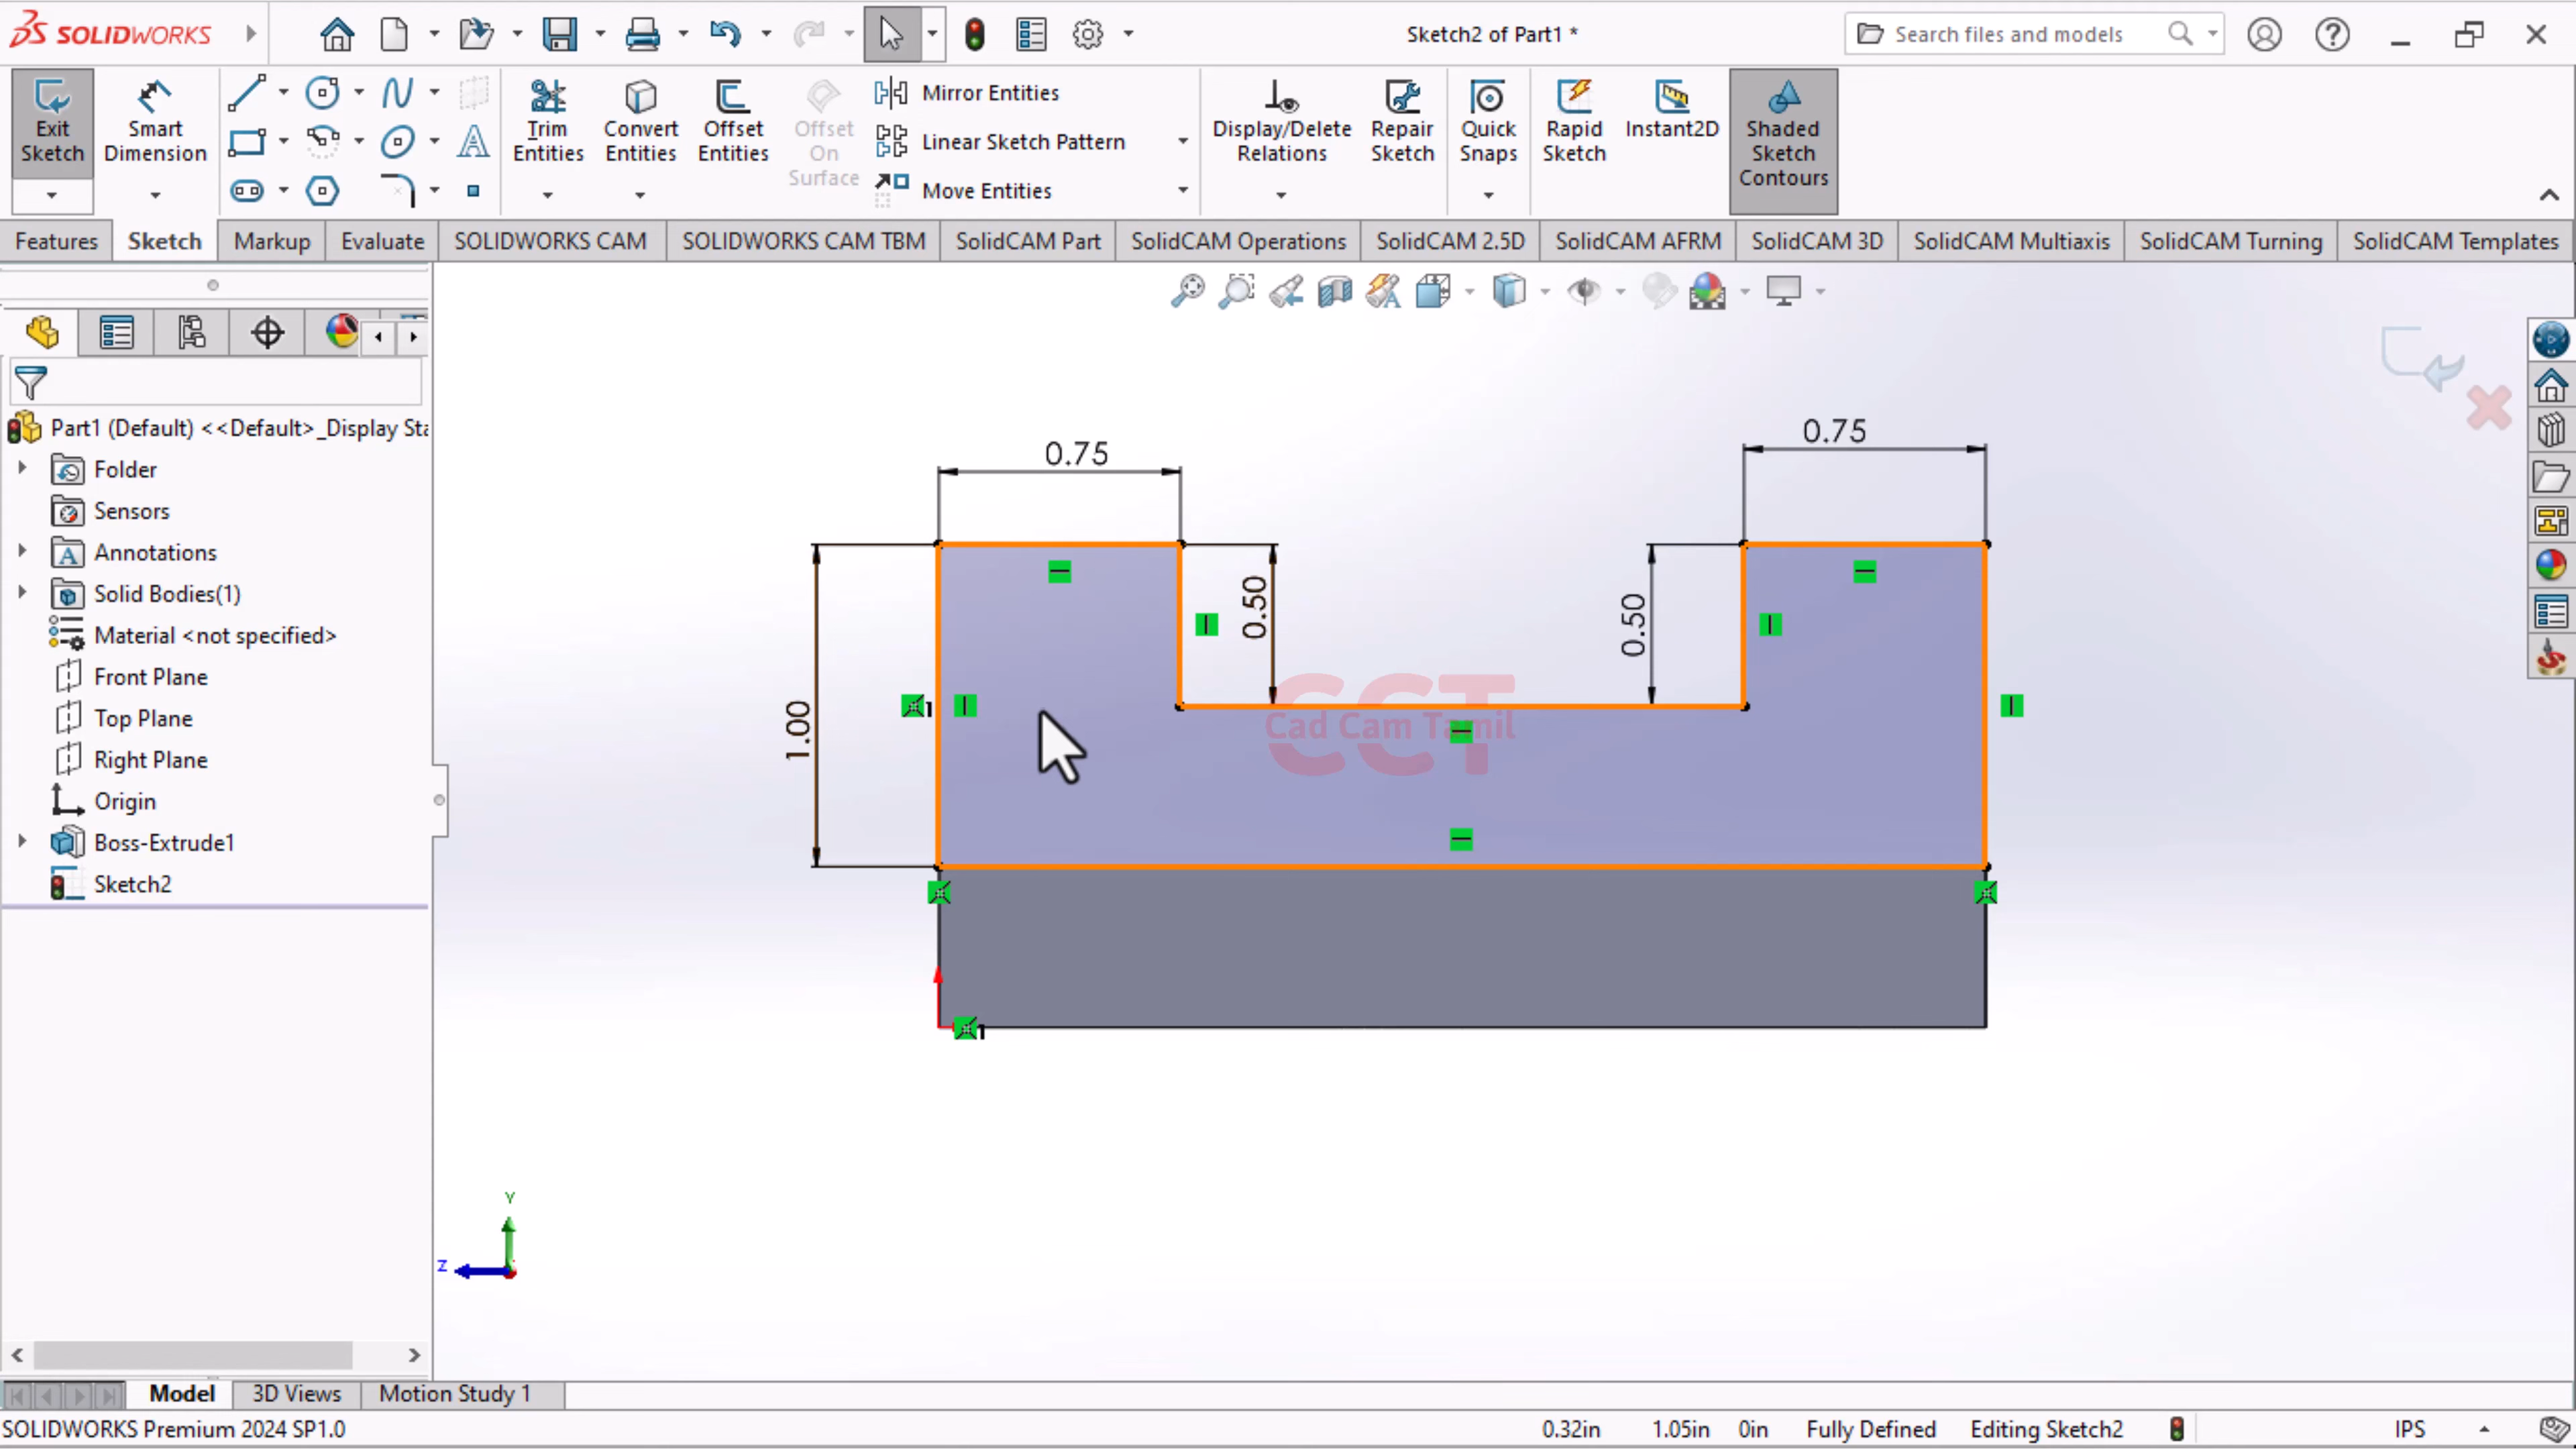 SOLIDWORKS
Sketch2 of Part1 *
Search files and models
Exit Sketch
Smart Dimension
Trim Entities
Convert Entities
Offset Entities
Offset On Surface
Mirror Entities
Linear Sketch Pattern
Move Entities
Display/Delete Relations
Repair Sketch
Quick Snaps
Rapid Sketch
Instant2D
Shaded Sketch Contours
Features
Sketch
Markup
Evaluate
SOLIDWORKS CAM
SOLIDWORKS CAM TBM
SolidCAM Part
SolidCAM Operations
SolidCAM 2.5D
SolidCAM AFRM
SolidCAM 3D
SolidCAM Multiaxis
SolidCAM Turning
SolidCAM Templates
Part1 (Default) <<Default>_Display Sta
Folder
Sensors
Annotations
Solid Bodies(1)
Material <not specified>
Front Plane
Top Plane
Right Plane
Origin
Boss-Extrude1
Sketch2
0.75
0.75
0.50
0.50
1.00
1
1
CCT
Cad Cam Tamil
Y
Z
Model
3D Views
Motion Study 1
SOLIDWORKS Premium 2024 SP1.0
0.32in
1.05in
0in
Fully Defined
Editing Sketch2
IPS